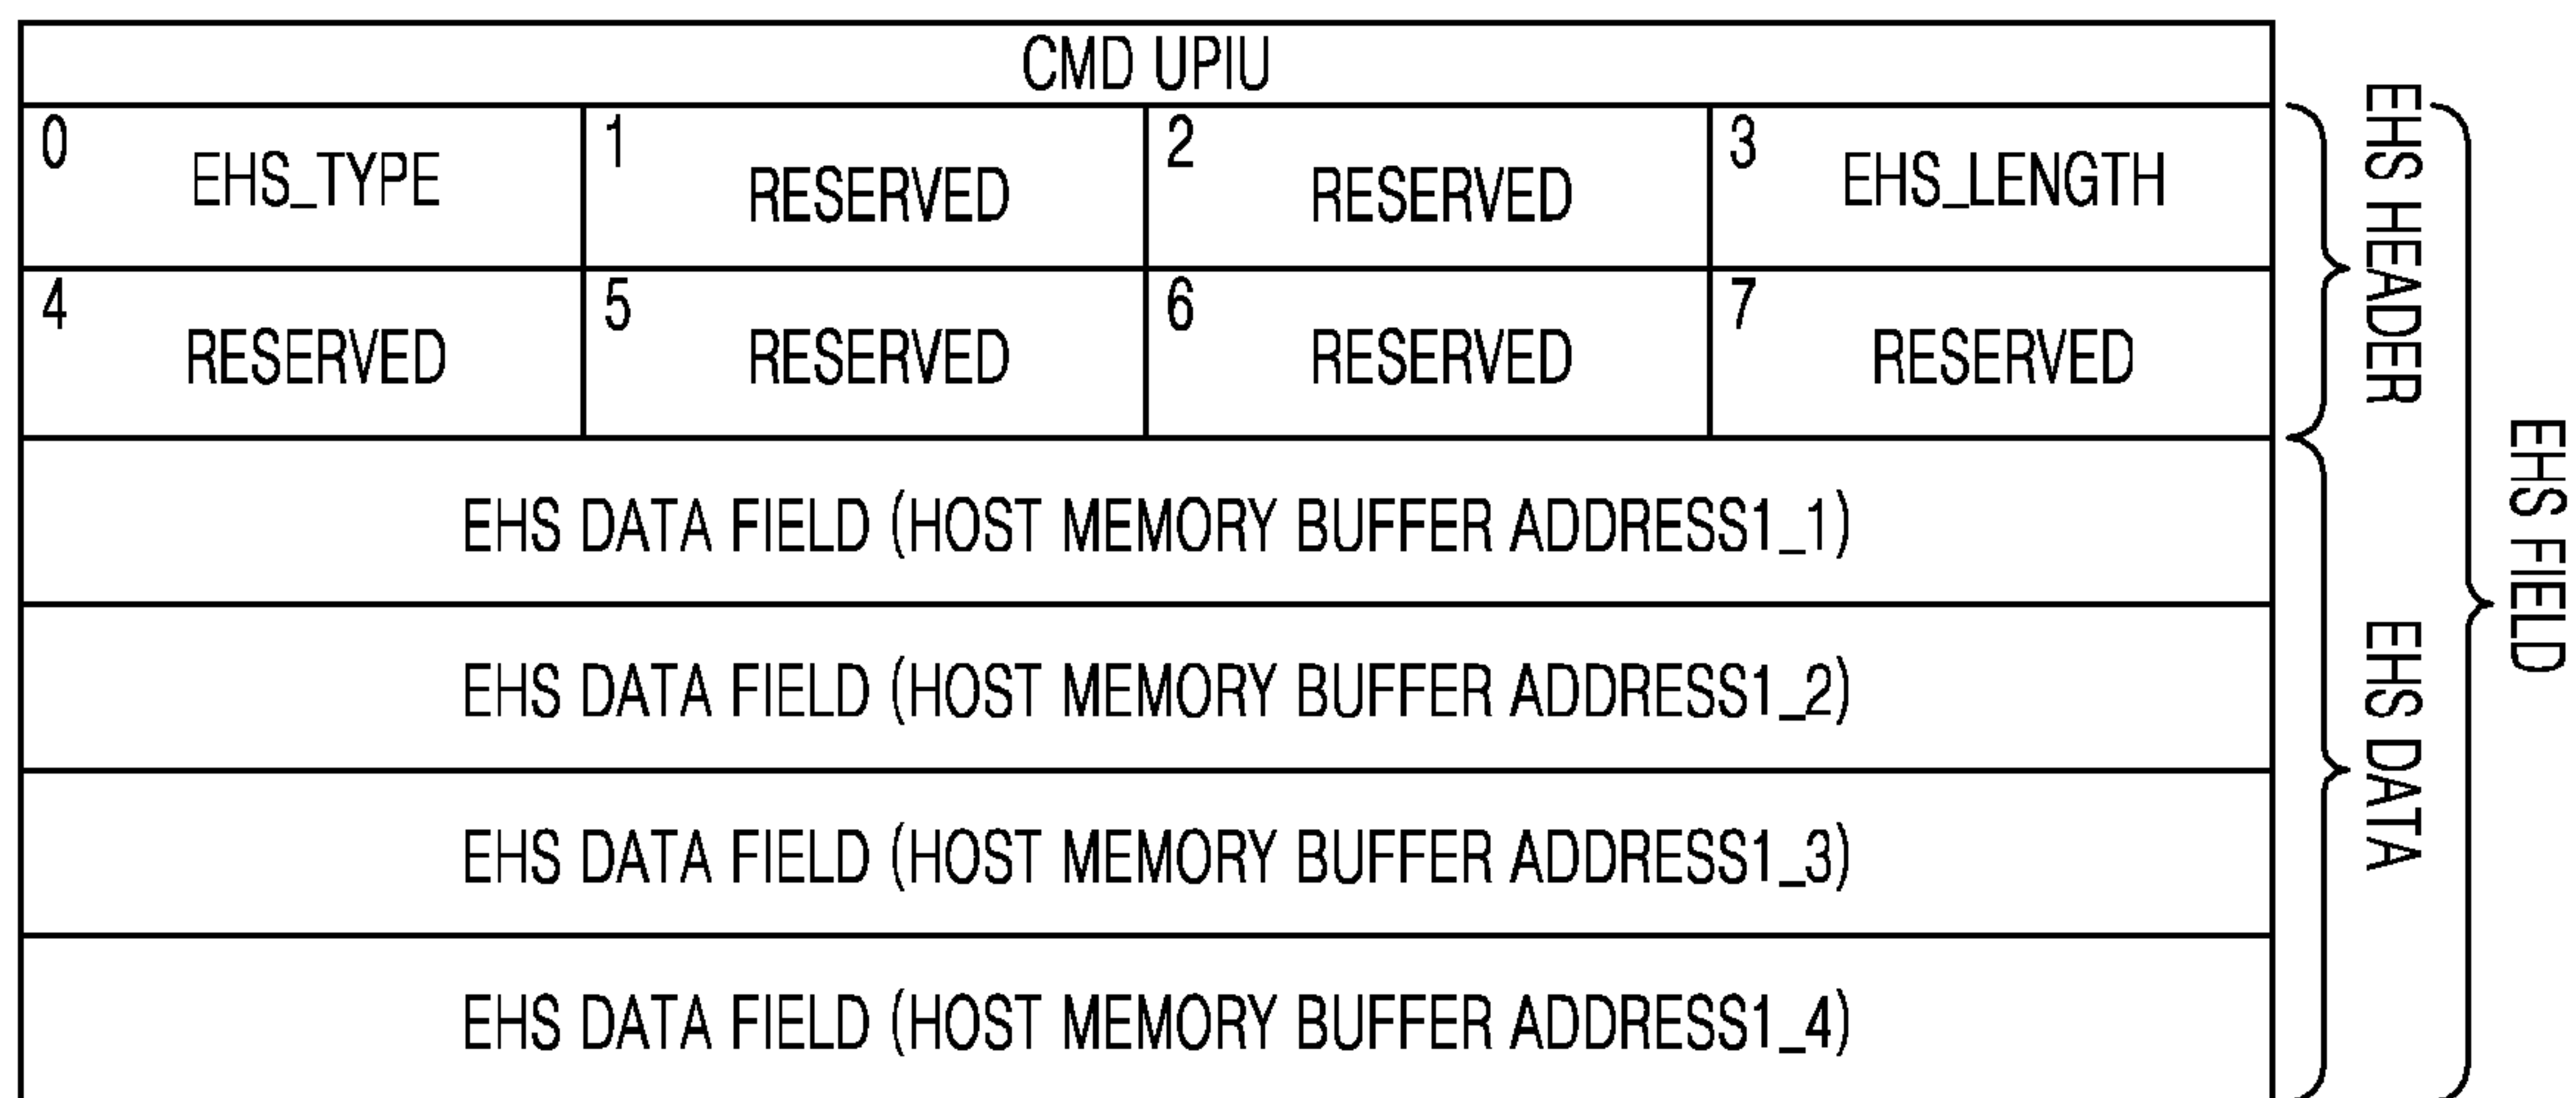 CMD UPIU
0 EHS_TYPE 1 RESERVED 2 RESERVED 3 EHS_LENGTH
4 RESERVED 5 RESERVED 6 RESERVED 7 RESERVED
EHS DATA FIELD (HOST MEMORY BUFFER ADDRESS1_1)
EHS DATA FIELD (HOST MEMORY BUFFER ADDRESS1_2)
EHS DATA FIELD (HOST MEMORY BUFFER ADDRESS1_3)
EHS DATA FIELD (HOST MEMORY BUFFER ADDRESS1_4)
EHS HEADER
EHS DATA
EHS FIELD